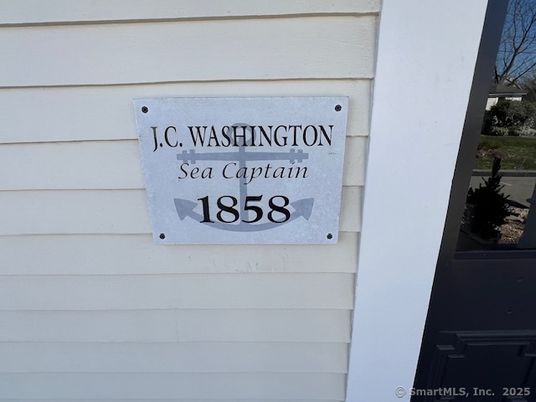 J.C. WASHINGTON
Sea Captain
1858
©SmartMLS, Inc. 2025